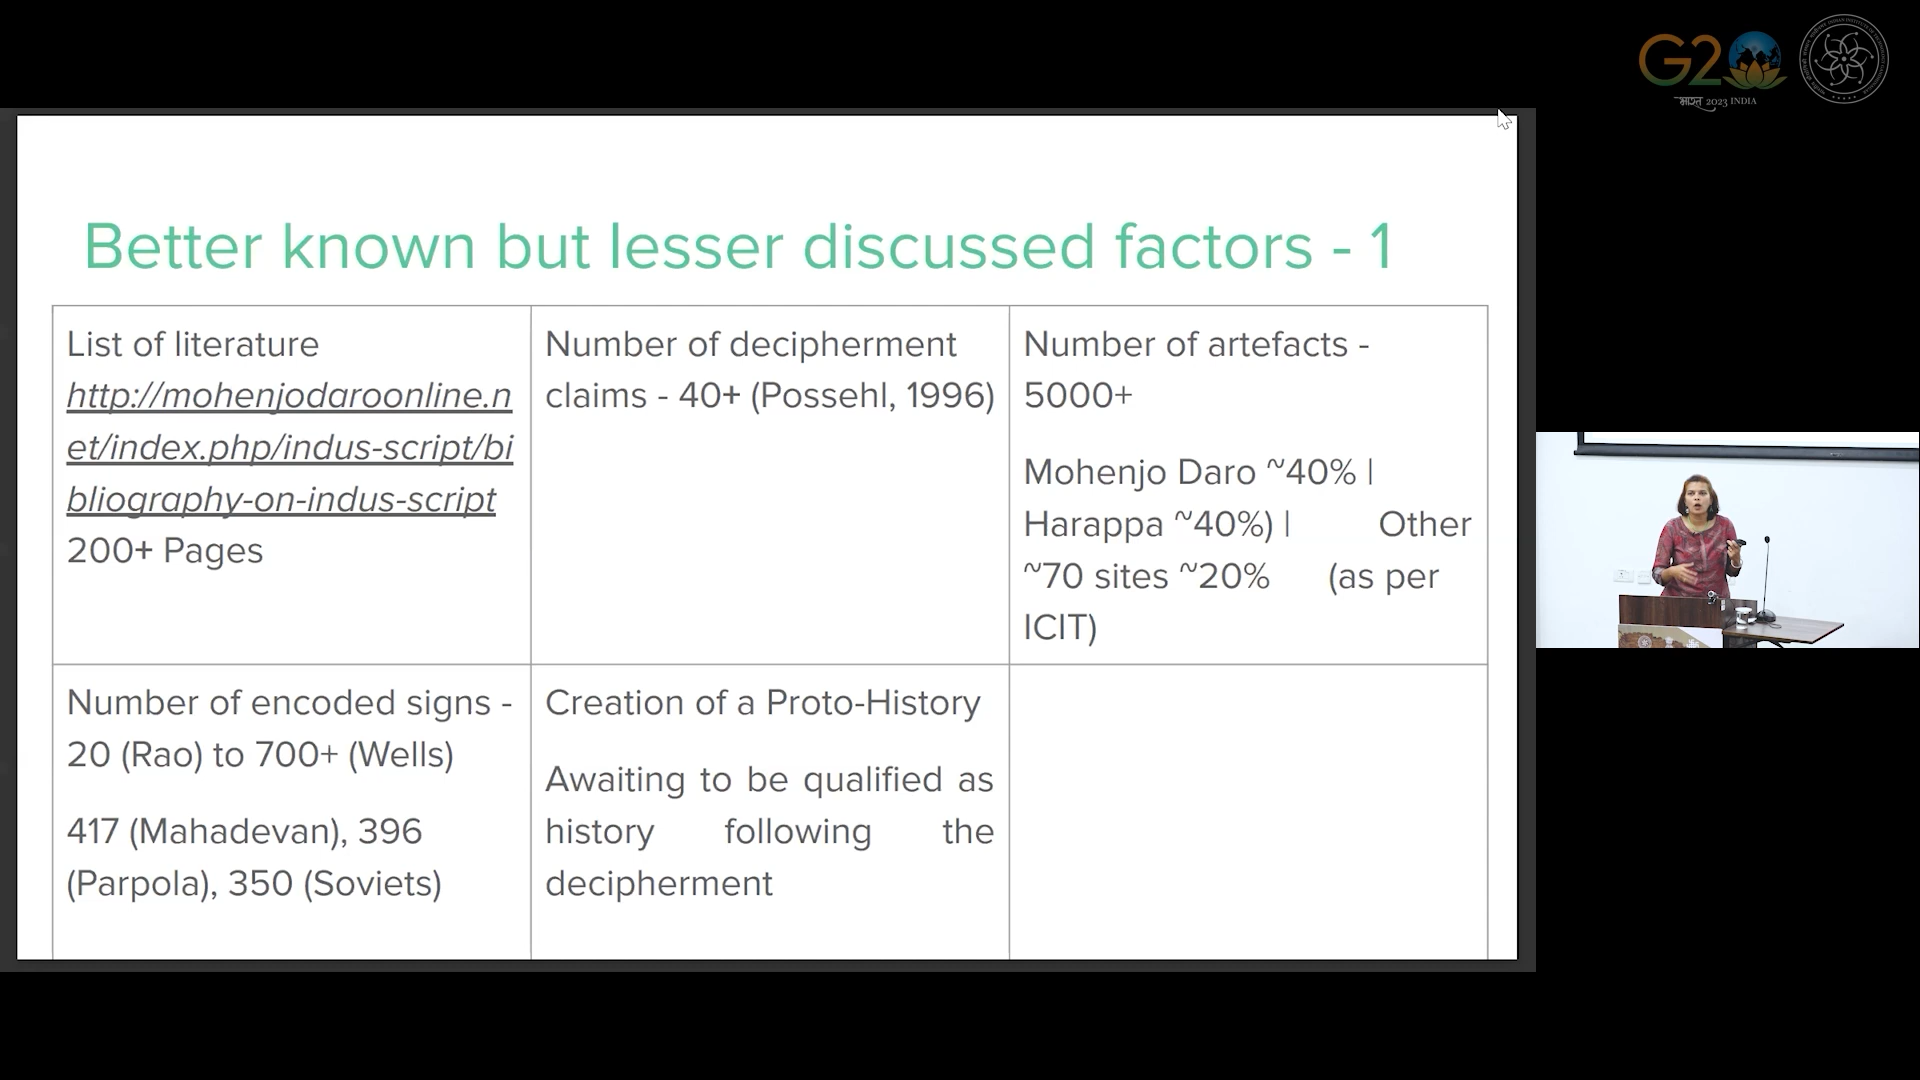 G20
भारत 2023 INDIA
Better known but lesser discussed factors - 1
List of literature
http://mohenjodaroonline.n
et/index.php/indus-script/bi
bliography-on-indus-script
200+ Pages
Number of decipherment
claims - 40+ (Possehl, 1996)
Number of artefacts -
5000+
Mohenjo Daro ~40% |
Harappa ~40%) | Other
~70 sites ~20% (as per
ICIT)
Number of encoded signs -
20 (Rao) to 700+ (Wells)
417 (Mahadevan), 396
(Parpola), 350 (Soviets)
Creation of a Proto-History
Awaiting to be qualified as
history following the
decipherment